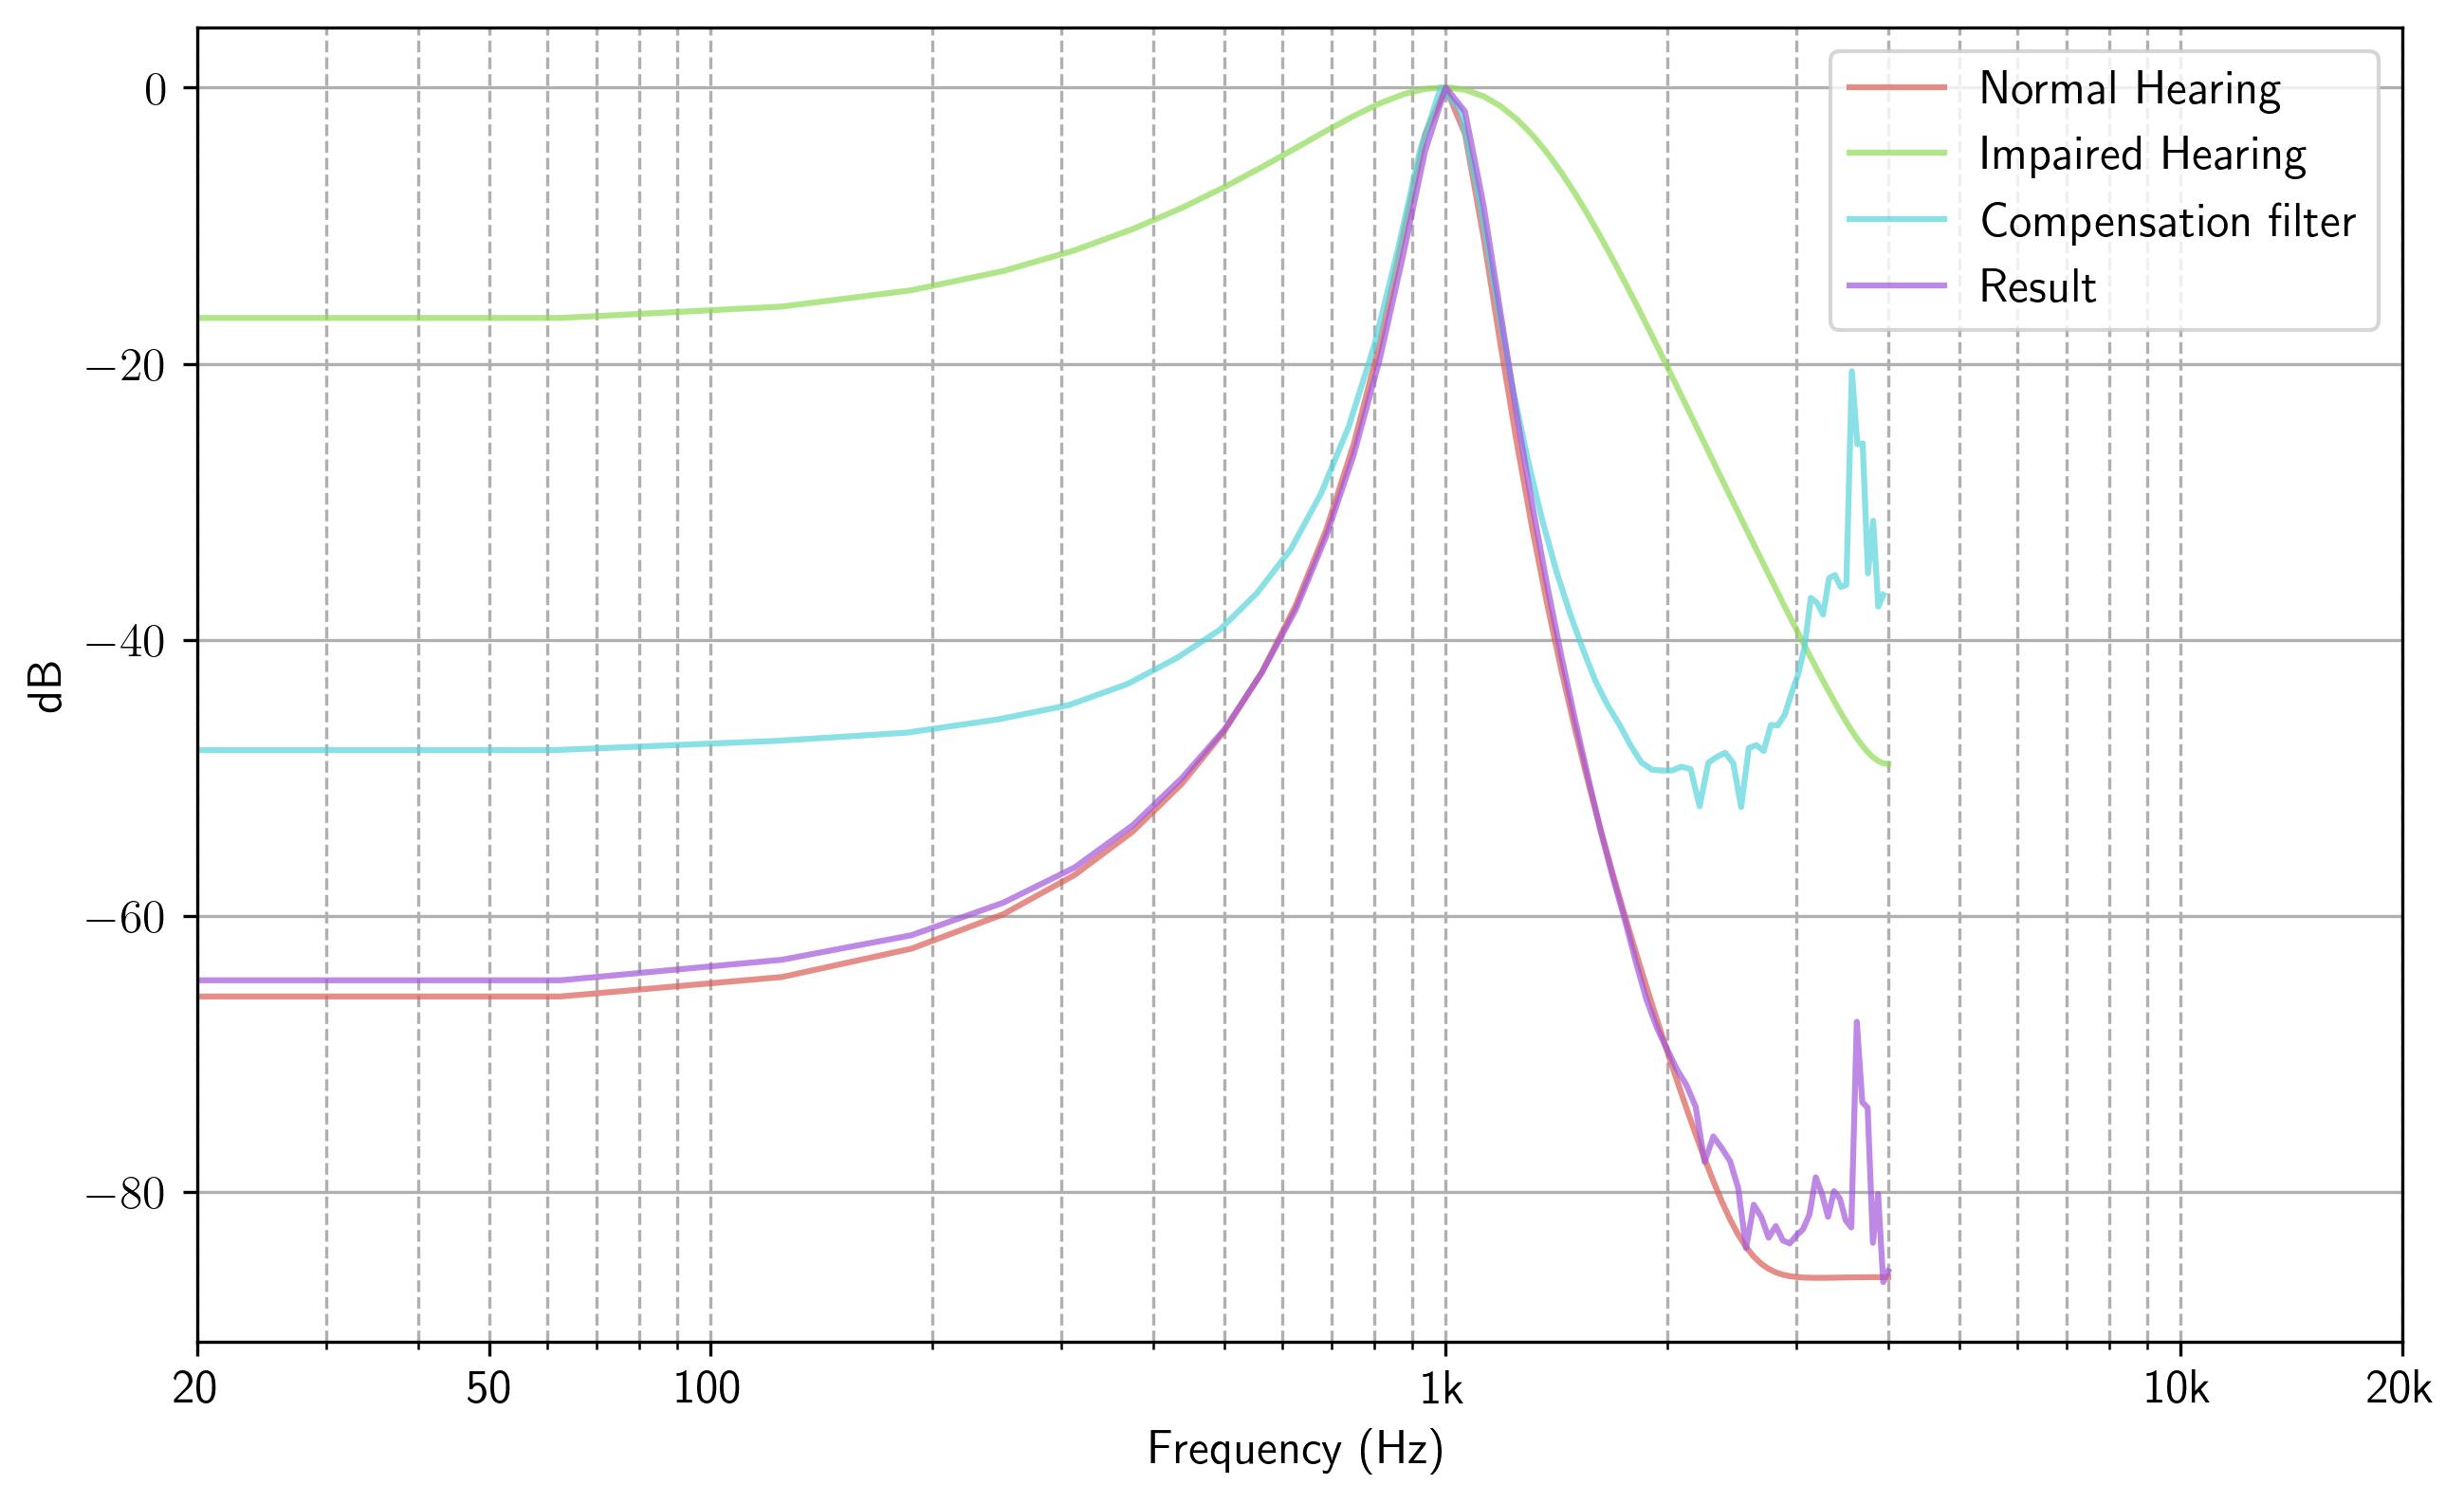 Normal Hearing
Impaired Hearing
Compensation filter
Result
0
−20
−40
−60
−80
dB
20 50 100 1k 10k 20k
Frequency (Hz)